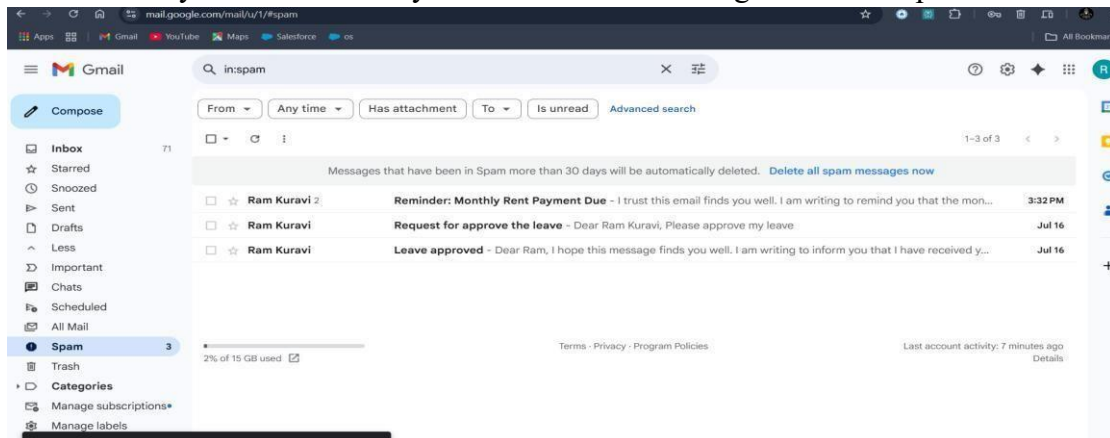 mail.google.com/mail/u/1/#spam
Apps Gmail YouTube Maps Salesforce os All Bookmar
Gmail in:spam
Compose From Any time Has attachment To Is unread Advanced search
1–3 of 3
Inbox 71
Messages that have been in Spam more than 30 days will be automatically deleted. Delete all spam messages now
Starred
Snoozed
Ram Kuravi 2 Reminder: Monthly Rent Payment Due - I trust this email finds you well. I am writing to remind you that the mon... 3:32 PM
Sent
Ram Kuravi Request for approve the leave - Dear Ram Kuravi, Please approve my leave Jul 16
Drafts
Less
Ram Kuravi Leave approved - Dear Ram, I hope this message finds you well. I am writing to inform you that I have received y... Jul 16
Important
Chats
Scheduled
All Mail
Spam 3
Terms · Privacy · Program Policies
Last account activity: 7 minutes ago
2% of 15 GB used
Details
Trash
Categories
Manage subscriptions
Manage labels